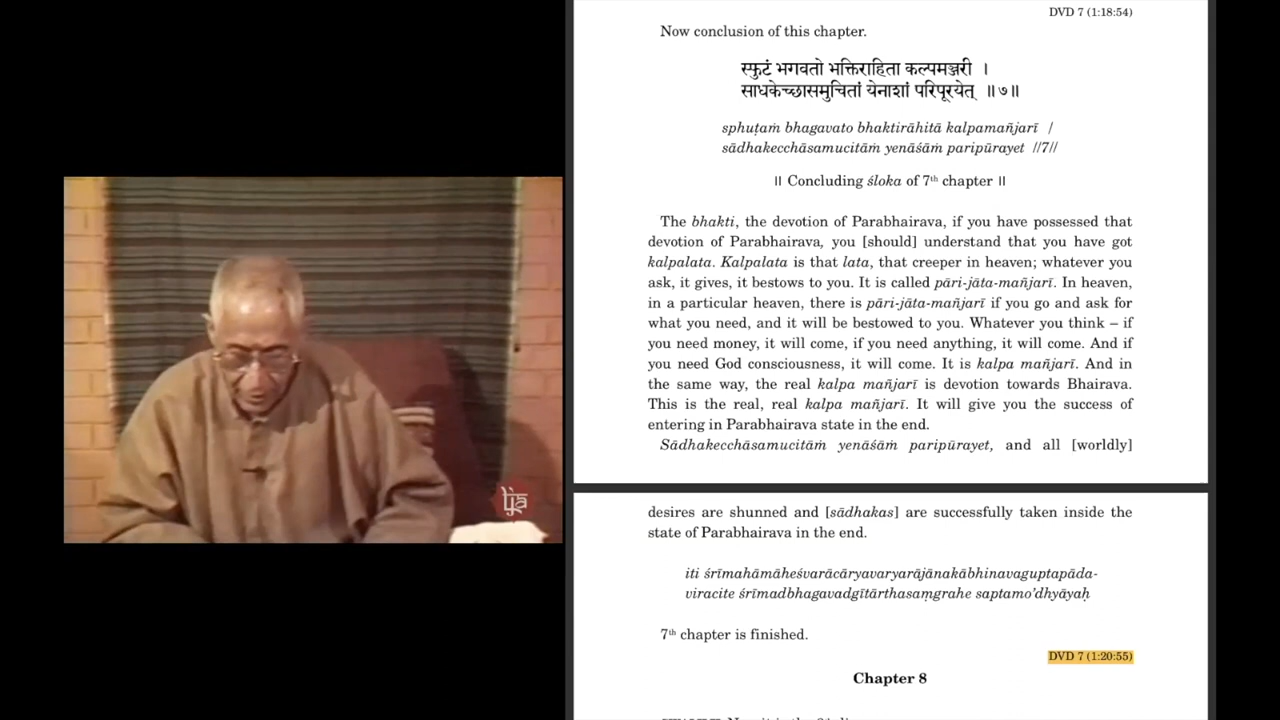 DVD 7 (1:18:54)
Now conclusion of this chapter.
स्फुटं भगवतो भक्तिराहिता कल्पमञ्जरी ।
साधकेच्छासमुचितां येनाशां परिपूरयेत् ॥७॥
sphuṭaṁ bhagavato bhaktirāhitā kalpamañjarī /
sādhakecchāsamucitāṁ yenāśāṁ paripūrayet //7//
|| Concluding śloka of 7th chapter ||
The bhakti, the devotion of Parabhairava, if you have possessed that
devotion of Parabhairava, you [should] understand that you have got
kalpalata. Kalpalata is that lata, that creeper in heaven; whatever you
ask, it gives, it bestows to you. It is called pāri-jāta-mañjarī. In heaven,
in a particular heaven, there is pāri-jāta-mañjarī if you go and ask for
what you need, and it will be bestowed to you. Whatever you think – if
you need money, it will come, if you need anything, it will come. And if
you need God consciousness, it will come. It is kalpa mañjarī. And in
the same way, the real kalpa mañjarī is devotion towards Bhairava.
This is the real, real kalpa mañjarī. It will give you the success of
entering in Parabhairava state in the end.
Sādhakecchāsamucitāṁ yenāśāṁ paripūrayet, and all [worldly]
desires are shunned and [sādhakas] are successfully taken inside the
state of Parabhairava in the end.
iti śrīmahāmāheśvarācāryavaryarājānakābhinavaguptapāda-
viracite śrīmadbhagavadgītārthasaṃgrahe saptamo'dhyāyaḥ
7th chapter is finished.
DVD 7 (1:20:55)
Chapter 8